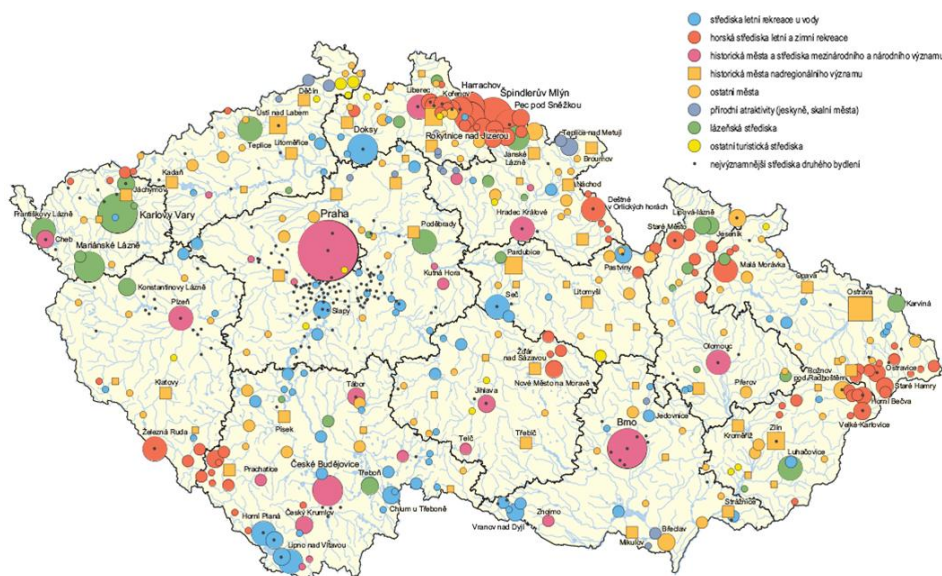 střediska letní rekreace u vody
horská střediska letní a zimní rekreace
historická města a střediska mezinárodního a národního významu
historická města nadregionálního významu
ostatní města
přírodní atraktivity (jeskyně, skalní města)
lázeňská střediska
ostatní turistická střediska
nejvýznamnější střediska druhého bydlení
Harrachov
Liberec
Kořenov
Špindlerův Mlýn
Pec pod Sněžkou
Děčín
Ústí nad Labem
Doksy
Rokytnice nad Jizerou
Teplice nad Metují
Teplice
Litoměřice
Janské
Lázně
Broumov
Kadaň
Jáchymov
Náchod
Deštné
v Orlických horách
Františkovy Lázně
Karlovy Vary
Praha
Poděbrady
Hradec Králové
Lipová-lázně
Staré Město
Jeseník
Cheb
Mariánské Lázně
Pardubice
Pastviny
Malá Morávka
Kutná Hora
Opava
Konstantinovy Lázně
Seč
Litomyšl
Ostrava
Karviná
Plzeň
Slapy
Žďár
nad Sázavou
Olomouc
Rožnov
pod Radhoštěm
Ostravice
Staré Hamry
Nové Město na Moravě
Přerov
Horní Bečva
Klatovy
Tábor
Jihlava
Velké Karlovice
Jedovnice
Písek
Brno
Železná Ruda
Telč
Třebíč
Kroměříž
Zlín
Prachatice
České Budějovice
Třeboň
Luhačovice
Chlum u Třeboně
Horní Planá
Český Krumlov
Znojmo
Strážnice
Vranov nad Dyjí
Břeclav
Lipno nad Vltavou
Mikulov